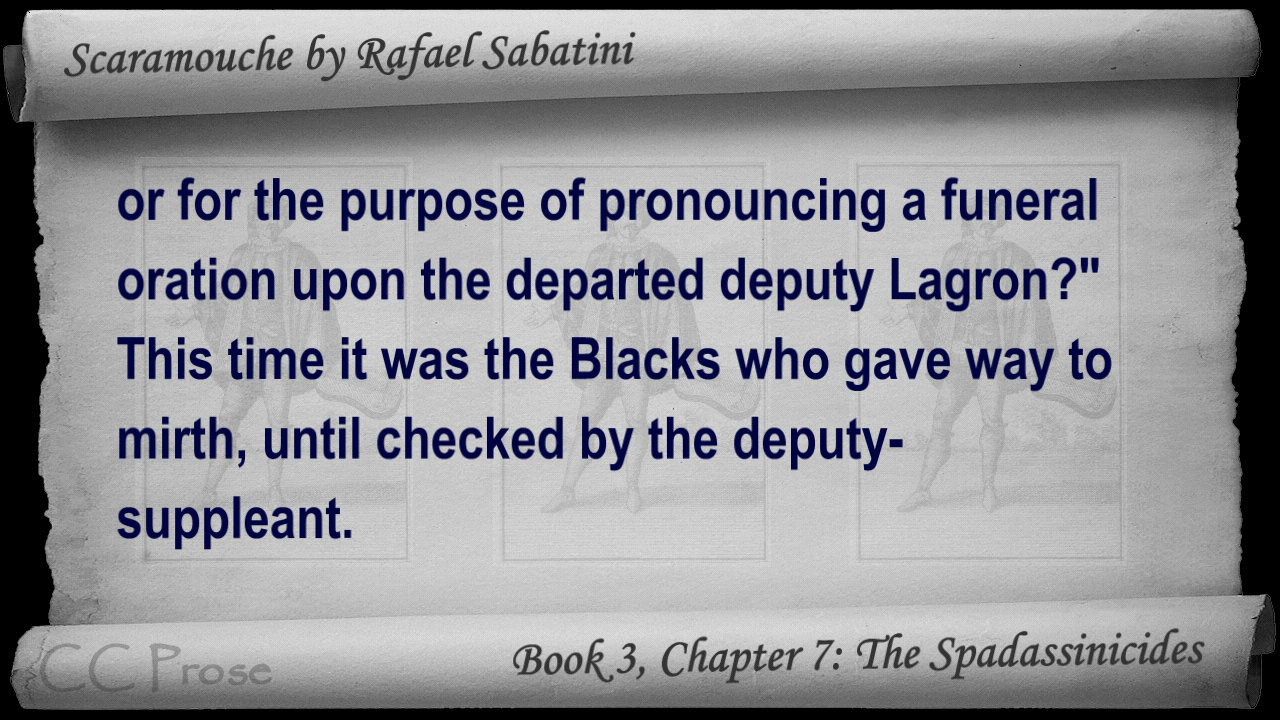 Scaramouche by Rafael Sabatini
or for the purpose of pronouncing a funeral
oration upon the departed deputy Lagron?"
This time it was the Blacks who gave way to
mirth, until checked by the deputy-
suppleant.
CC Prose
Book 3, Chapter 7: The Spadassinicides